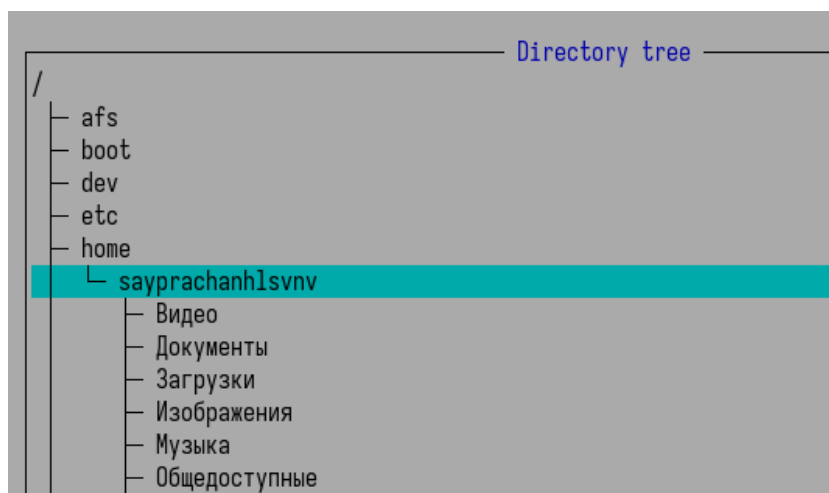 Directory tree
/
afs
boot
dev
etc
home
sayprachanhlsvnv
Видео
Документы
Загрузки
Изображения
Музыка
Общедоступные